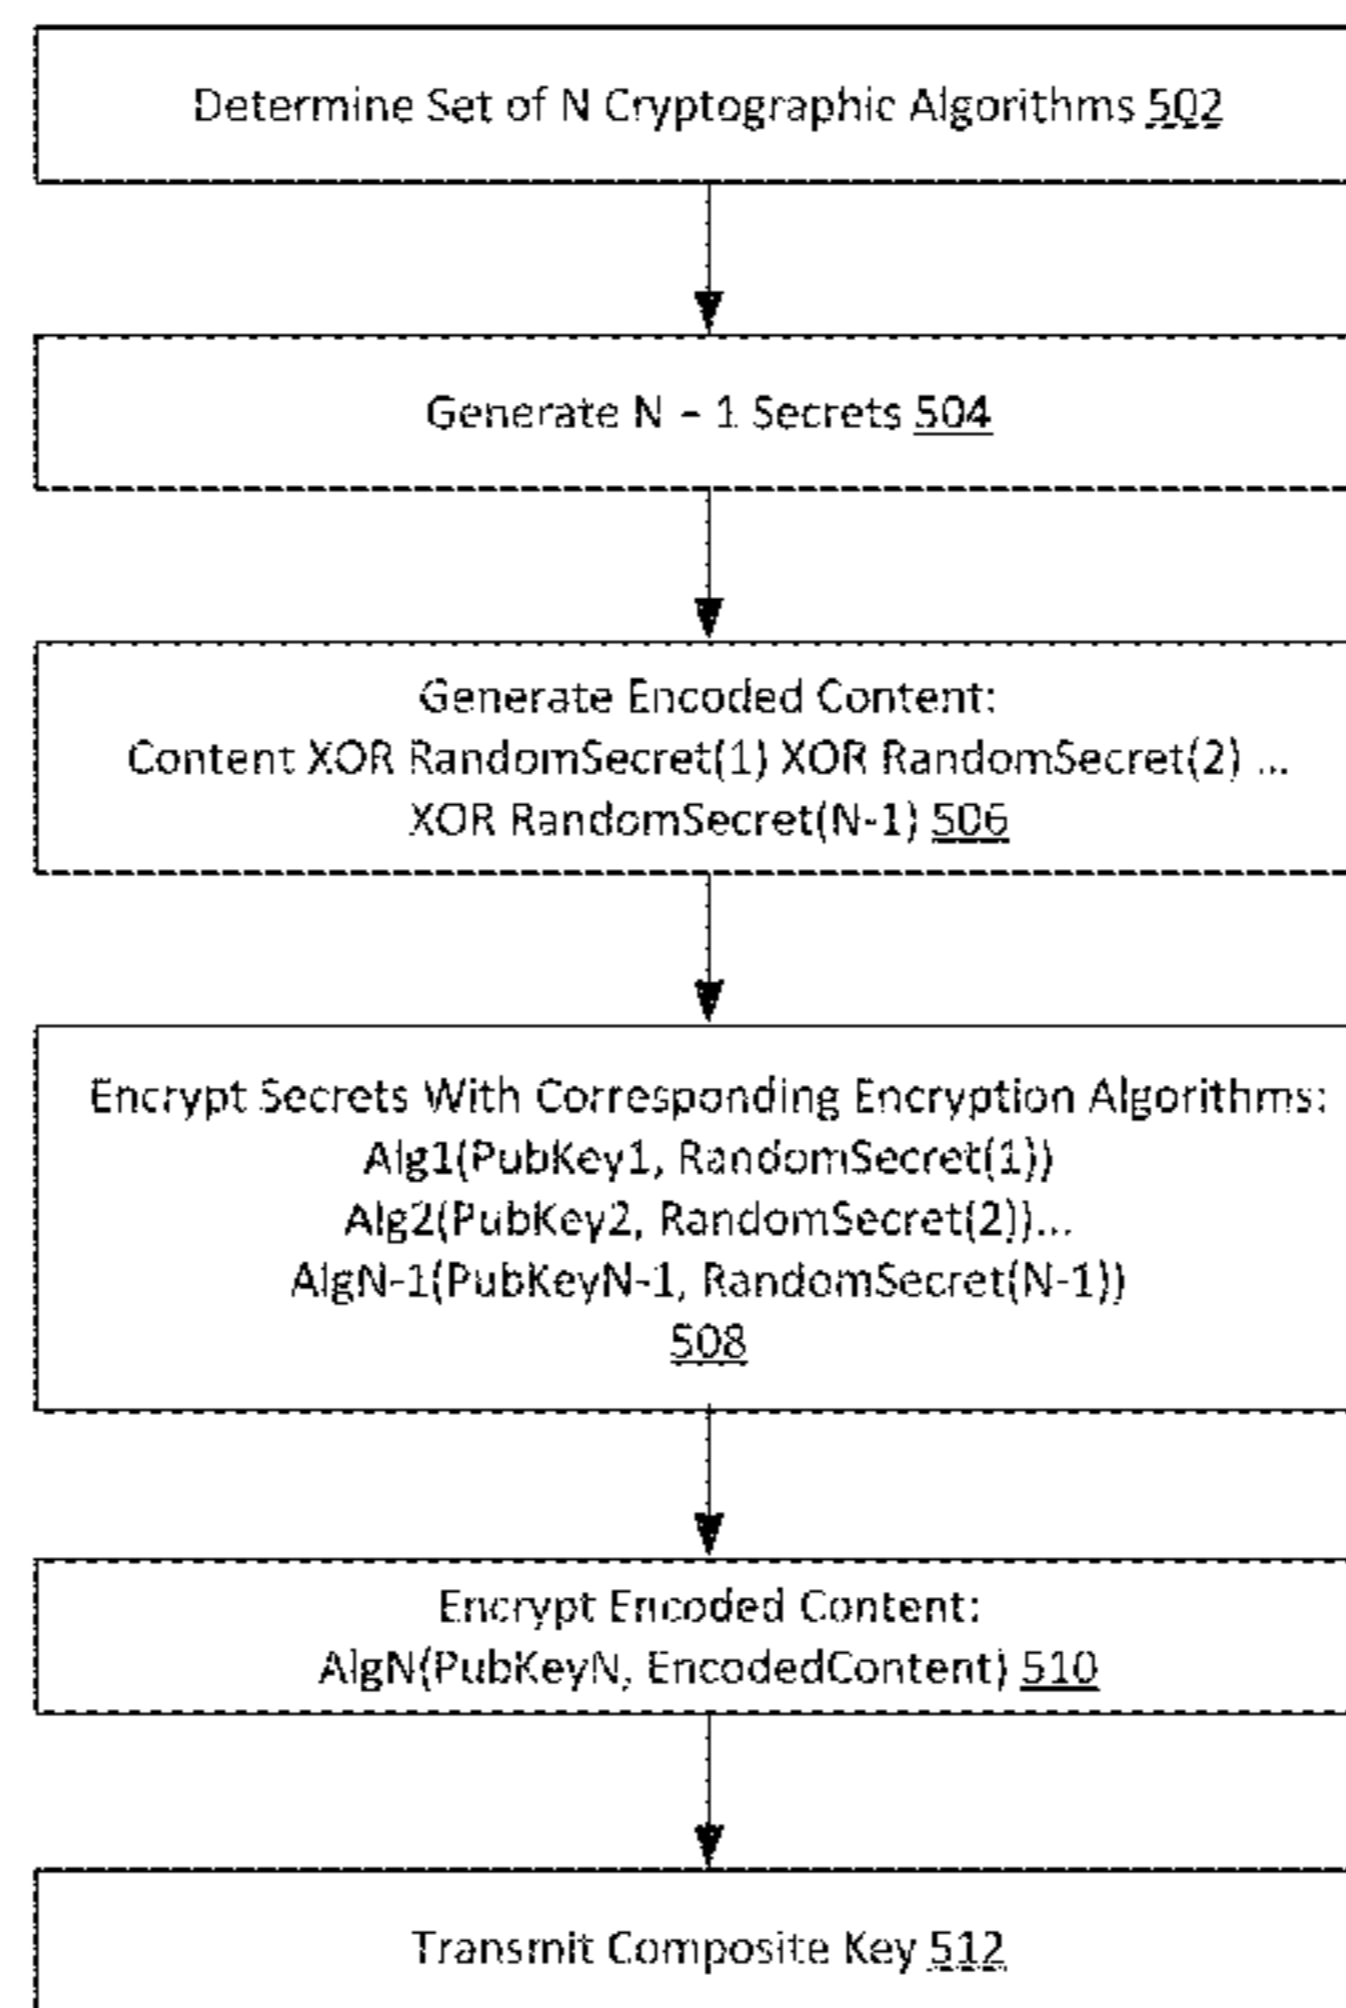 Determine Set of N Cryptographic Algorithms 502
Generate N – 1 Secrets 504
Generate Encoded Content:
Content XOR RandomSecret(1) XOR RandomSecret(2) ...
XOR RandomSecret(N-1) 506
Encrypt Secrets With Corresponding Encryption Algorithms:
Alg1(PubKey1, RandomSecret(1))
Alg2(PubKey2, RandomSecret(2))...
AlgN-1(PubKeyN-1, RandomSecret(N-1))
508
Encrypt Encoded Content:
AlgN(PubKeyN, EncodedContent) 510
Transmit Composite Key 512